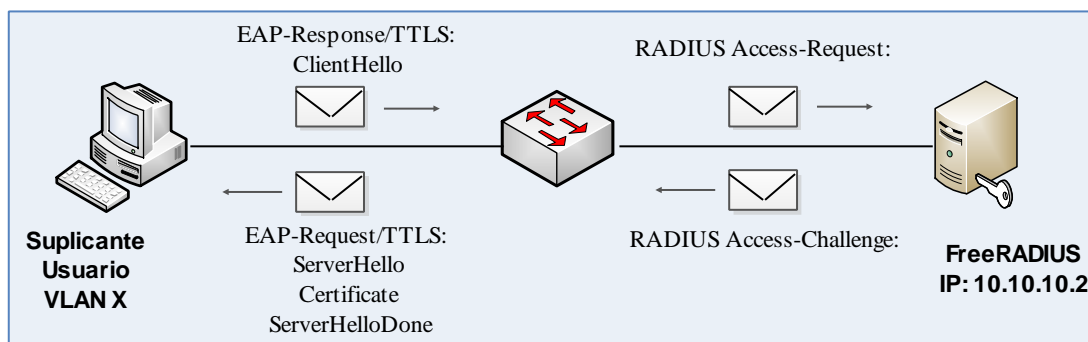 EAP-Response/TTLS:
ClientHello
RADIUS Access-Request:
EAP-Request/TTLS:
ServerHello
Certificate
ServerHelloDone
RADIUS Access-Challenge:
Suplicante
Usuario
VLAN X
FreeRADIUS
IP: 10.10.10.2